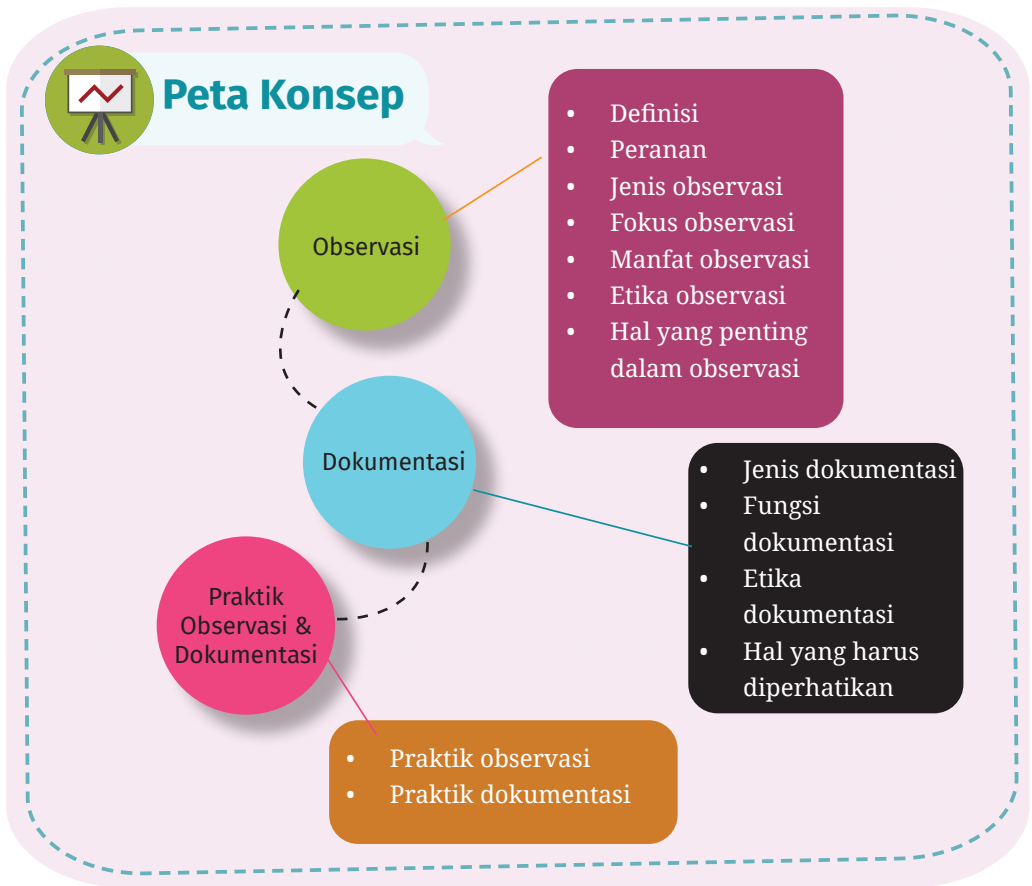 Peta Konsep
Observasi
• Definisi
• Peranan
• Jenis observasi
• Fokus observasi
• Manfat observasi
• Etika observasi
• Hal yang penting
dalam observasi
Dokumentasi
• Jenis dokumentasi
• Fungsi
dokumentasi
• Etika
dokumentasi
• Hal yang harus
diperhatikan
Praktik
Observasi &
Dokumentasi
• Praktik observasi
• Praktik dokumentasi